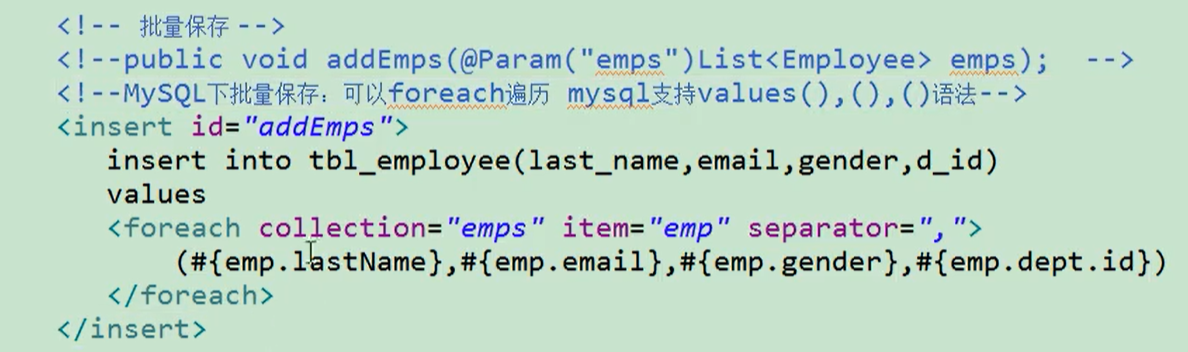 <!-- 批量保存 -->
<!--public void addEmps(@Param("emps")List<Employee> emps);  -->
<!--MySQL下批量保存：可以foreach遍历 mysql支持values(),(),()语法-->
<insert id="addEmps">
insert into tbl_employee(last_name,email,gender,d_id)
values
<foreach collection="emps" item="emp" separator=",">
(#{emp.lastName},#{emp.email},#{emp.gender},#{emp.dept.id})
</foreach>
</insert>